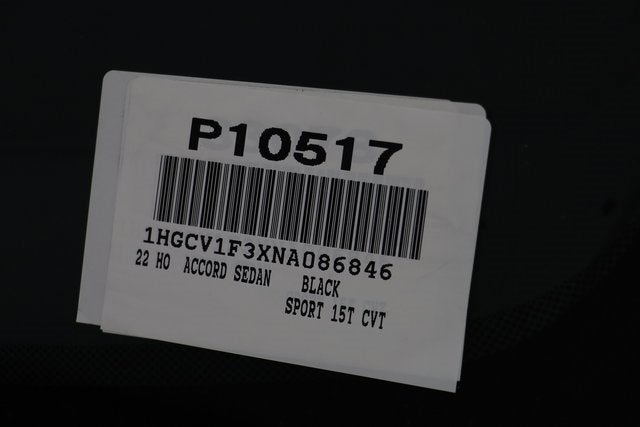 P10517
1HGCV1F3XNA086846
22 HO ACCORD SEDAN BLACK
SPORT 15T CVT